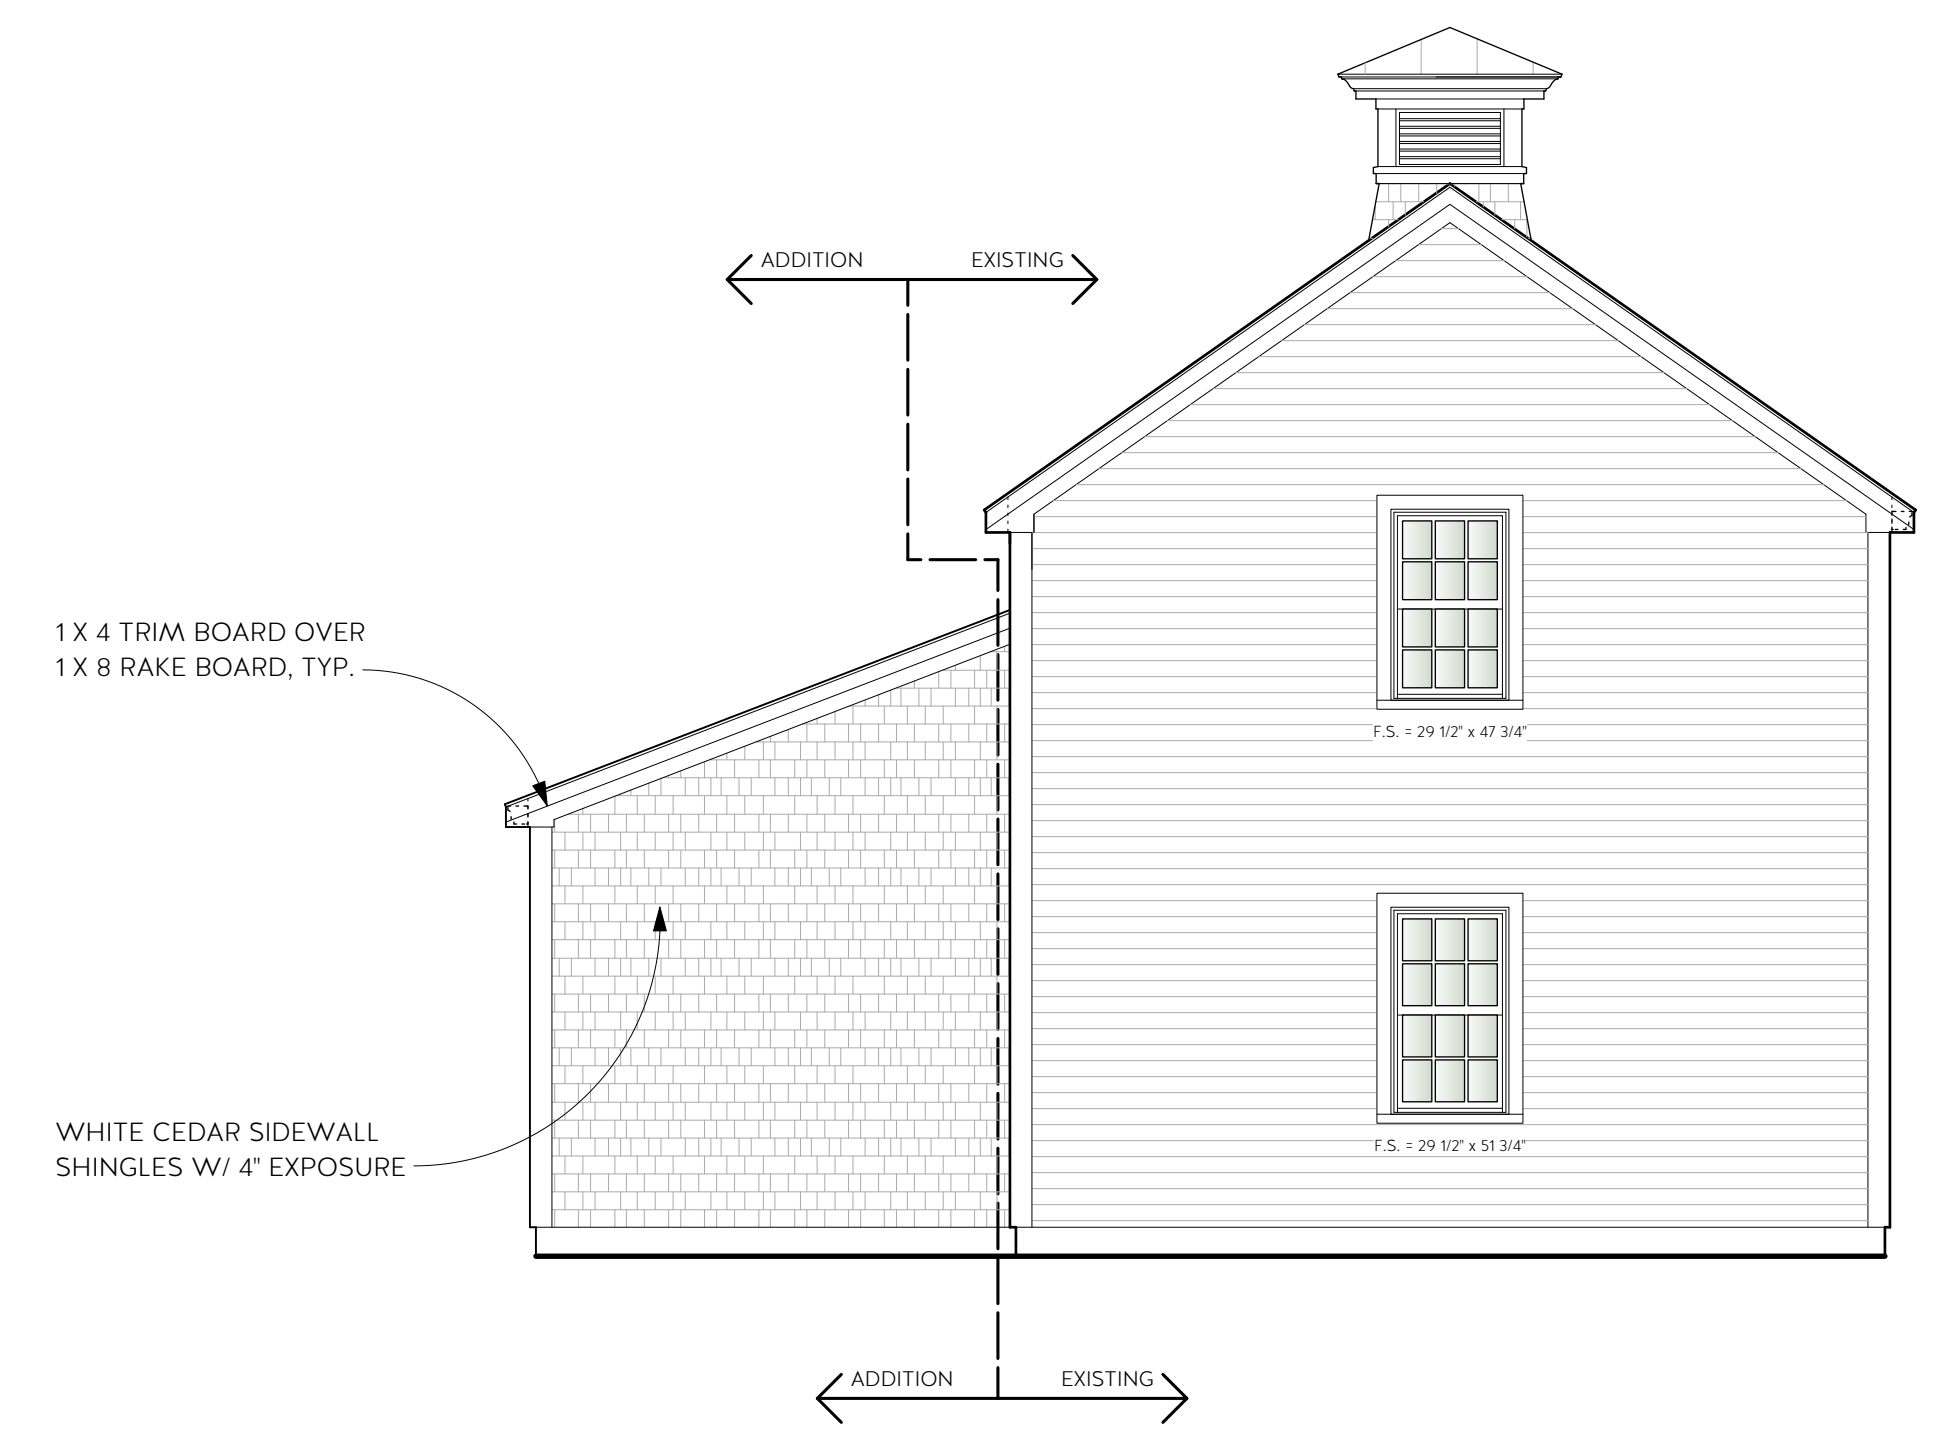 ADDITION EXISTING
1 X 4 TRIM BOARD OVER
1 X 8 RAKE BOARD, TYP.
F.S. = 29 1/2" x 47 3/4"
WHITE CEDAR SIDEWALL
SHINGLES W/ 4" EXPOSURE
F.S. = 29 1/2" x 51 3/4"
ADDITION EXISTING